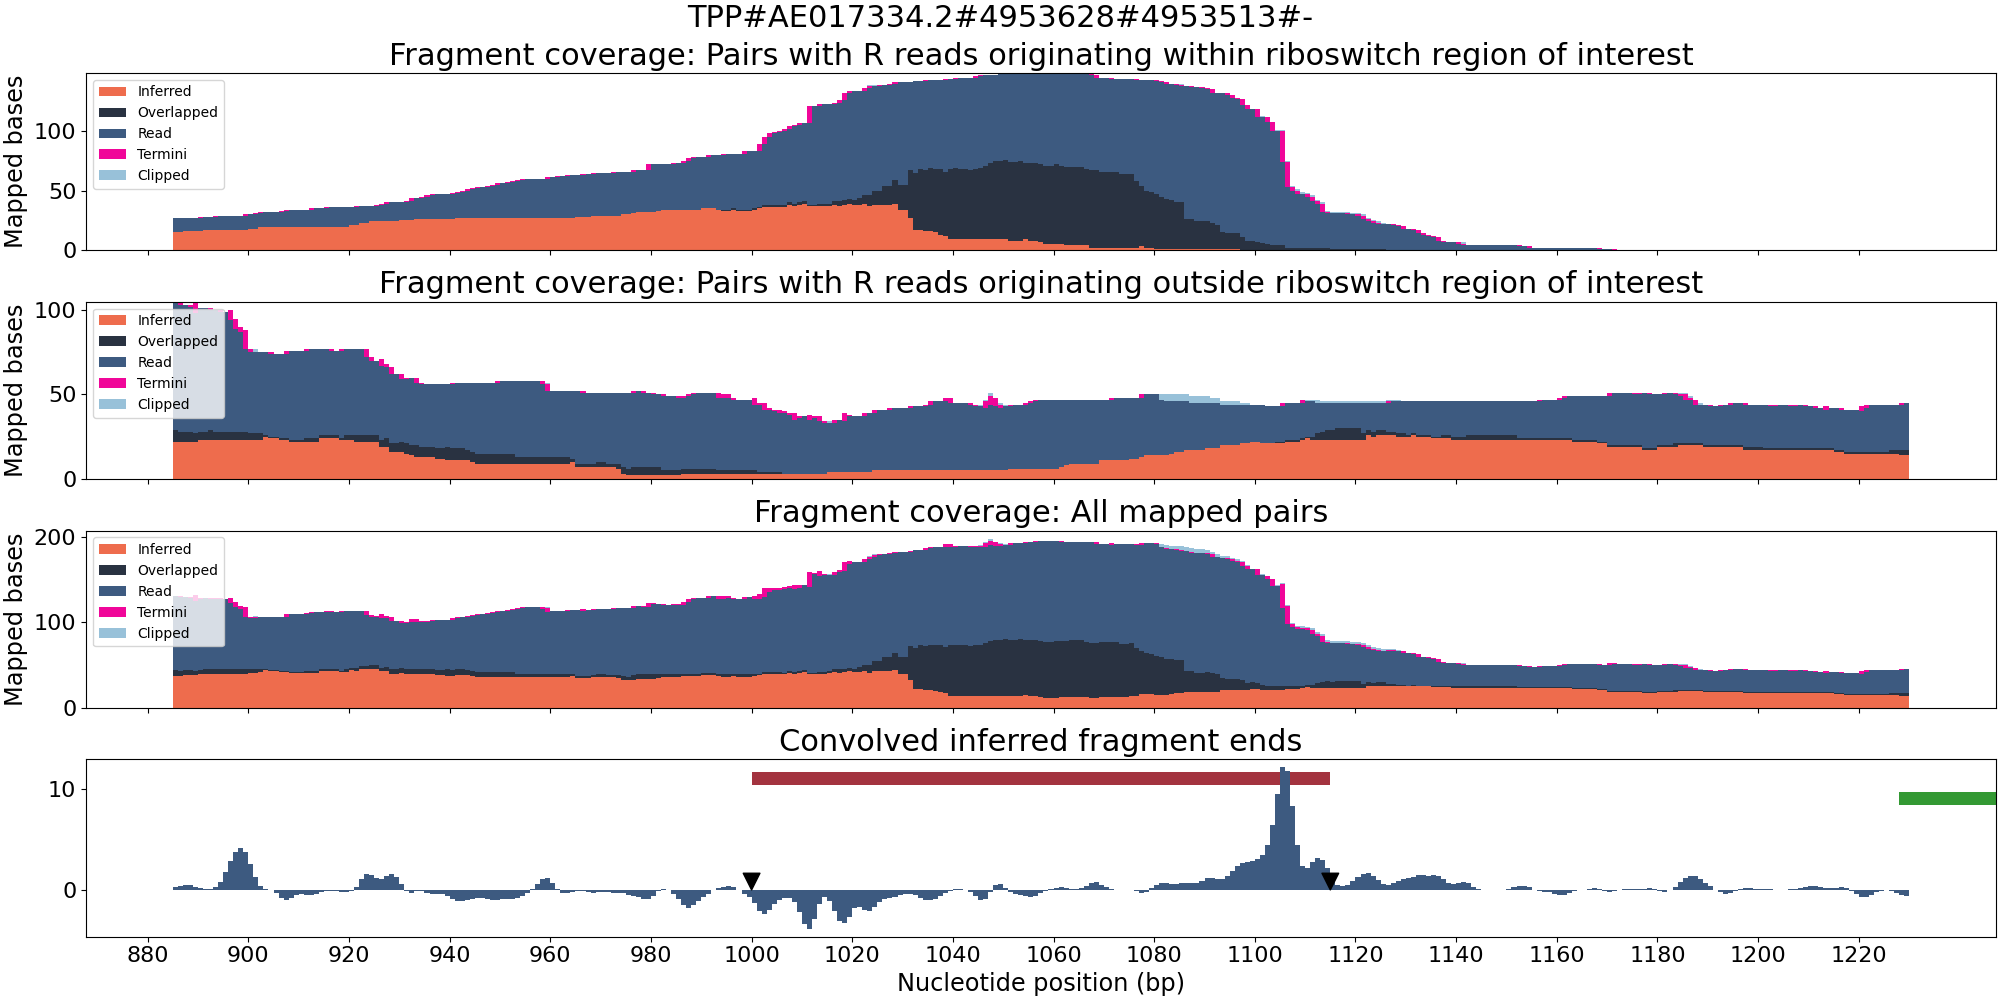 TPP#AE017334.2#4953628#4953513#-
Fragment coverage: Pairs with R reads originating within riboswitch region of interest
Mapped bases
100
50
0
Inferred
Overlapped
Read
Termini
Clipped
Fragment coverage: Pairs with R reads originating outside riboswitch region of interest
Mapped bases
100
50
0
Inferred
Overlapped
Read
Termini
Clipped
Fragment coverage: All mapped pairs
Mapped bases
200
100
0
Inferred
Overlapped
Read
Termini
Clipped
Convolved inferred fragment ends
10
0
880 900 920 940 960 980 1000 1020 1040 1060 1080 1100 1120 1140 1160 1180 1200 1220
Nucleotide position (bp)